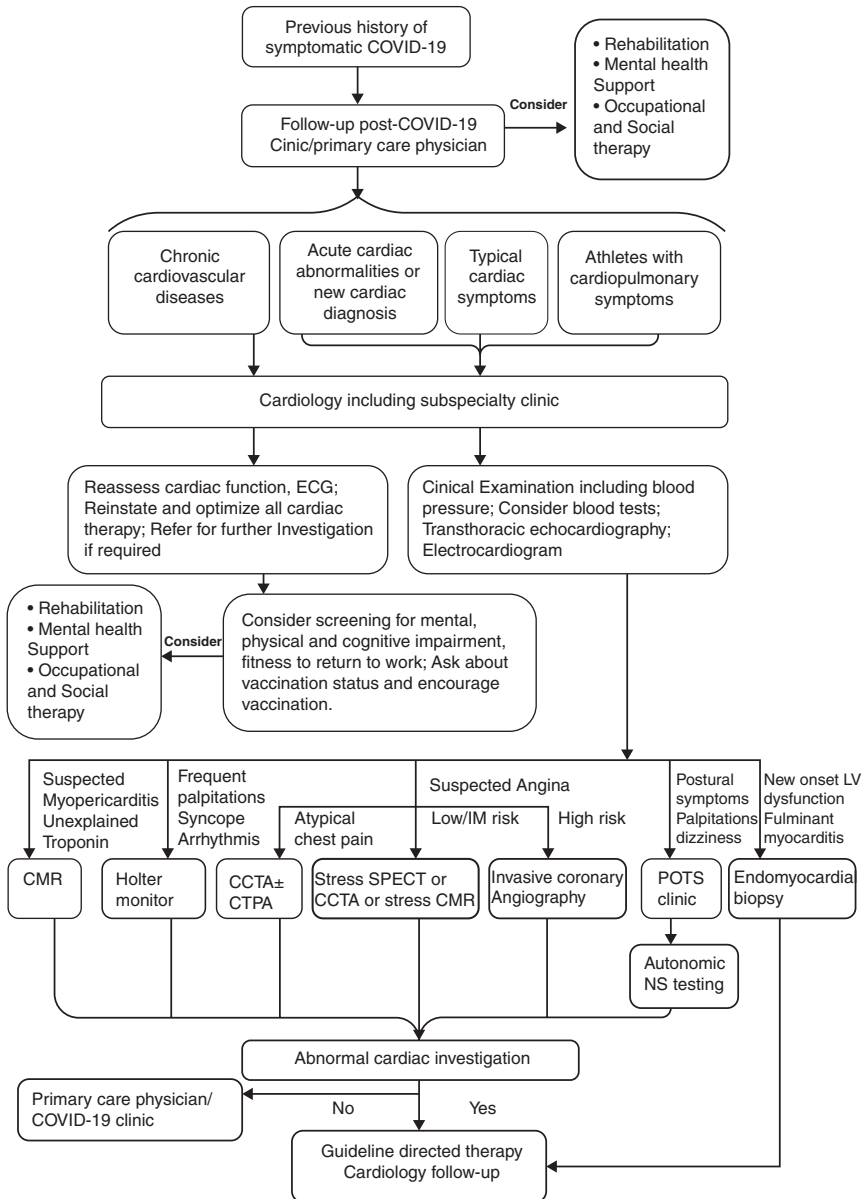 Previous history of
symptomatic COVID-19
• Rehabilitation
• Mental health
Support
• Occupational
and Social
therapy
Consider
Follow-up post-COVID-19
Cinic/primary care physician
Chronic
cardiovascular
diseases
Acute cardiac
abnormalities or
new cardiac
diagnosis
Typical
cardiac
symptoms
Athletes with
cardiopulmonary
symptoms
Cardiology including subspecialty clinic
Reassess cardiac function, ECG;
Reinstate and optimize all cardiac
therapy; Refer for further Investigation
if required
Cinical Examination including blood
pressure; Consider blood tests;
Transthoracic echocardiography;
Electrocardiogram
• Rehabilitation
• Mental health
Support
• Occupational
and Social
therapy
Consider
Consider screening for mental,
physical and cognitive impairment,
fitness to return to work; Ask about
vaccination status and encourage
vaccination.
Suspected
Myopericarditis
Unexplained
Troponin
Frequent
palpitations
Syncope
Arrhythmis
Suspected Angina
Atypical
chest pain
Low/IM risk
High risk
Postural
symptoms
Palpitations
dizziness
New onset LV
dysfunction
Fulminant
myocarditis
CMR
Holter
monitor
CCTA±
CTPA
Stress SPECT or
CCTA or stress CMR
Invasive coronary
Angiography
POTS
clinic
Endomyocardial
biopsy
Autonomic
NS testing
Abnormal cardiac investigation
Primary care physician/
COVID-19 clinic
No
Yes
Guideline directed therapy
Cardiology follow-up